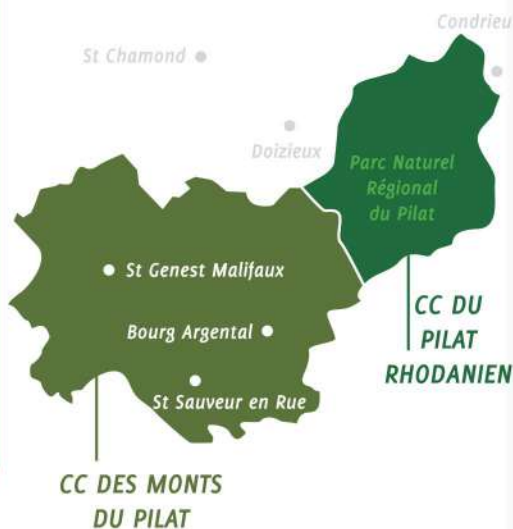 Condrieu
St Chamond
Doizieux
Parc Naturel
Régional
du Pilat
St Genest Malifaux
Bourg Argental
St Sauveur en Rue
CC DU
PILAT
RHODANIEN
CC DES MONTS
DU PILAT